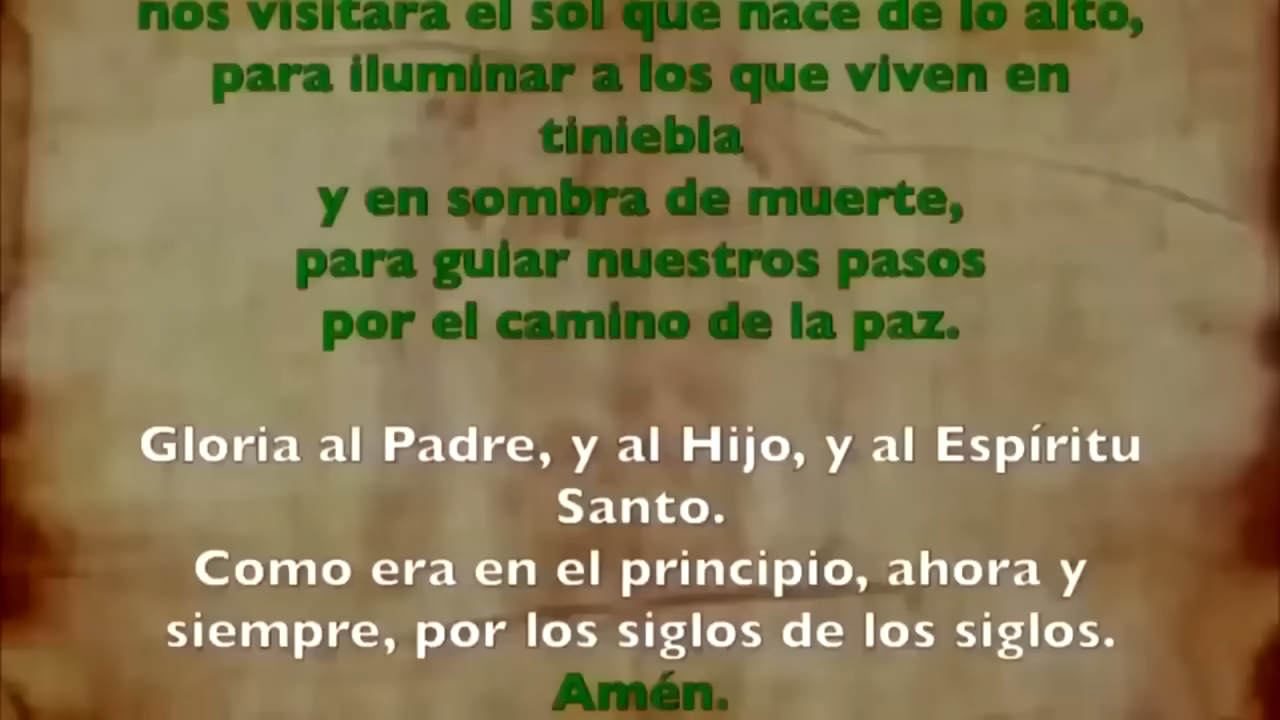 nos visitará el sol que nace de lo alto,
para iluminar a los que viven en
tiniebla
y en sombra de muerte,
para guiar nuestros pasos
por el camino de la paz.
Gloria al Padre, y al Hijo, y al Espíritu
Santo.
Como era en el principio, ahora y
siempre, por los siglos de los siglos.
Amén.